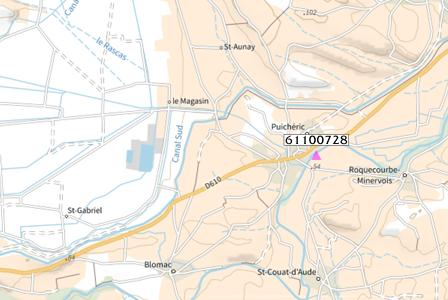 Cana
le Rascas
.102
St-Aunay
le Magasin
Canal Sud
Puichéric
61100728
.54
Roquecourbe-
Minervois
D610
St-Gabriel
Blomac
St-Couat-d'Aude